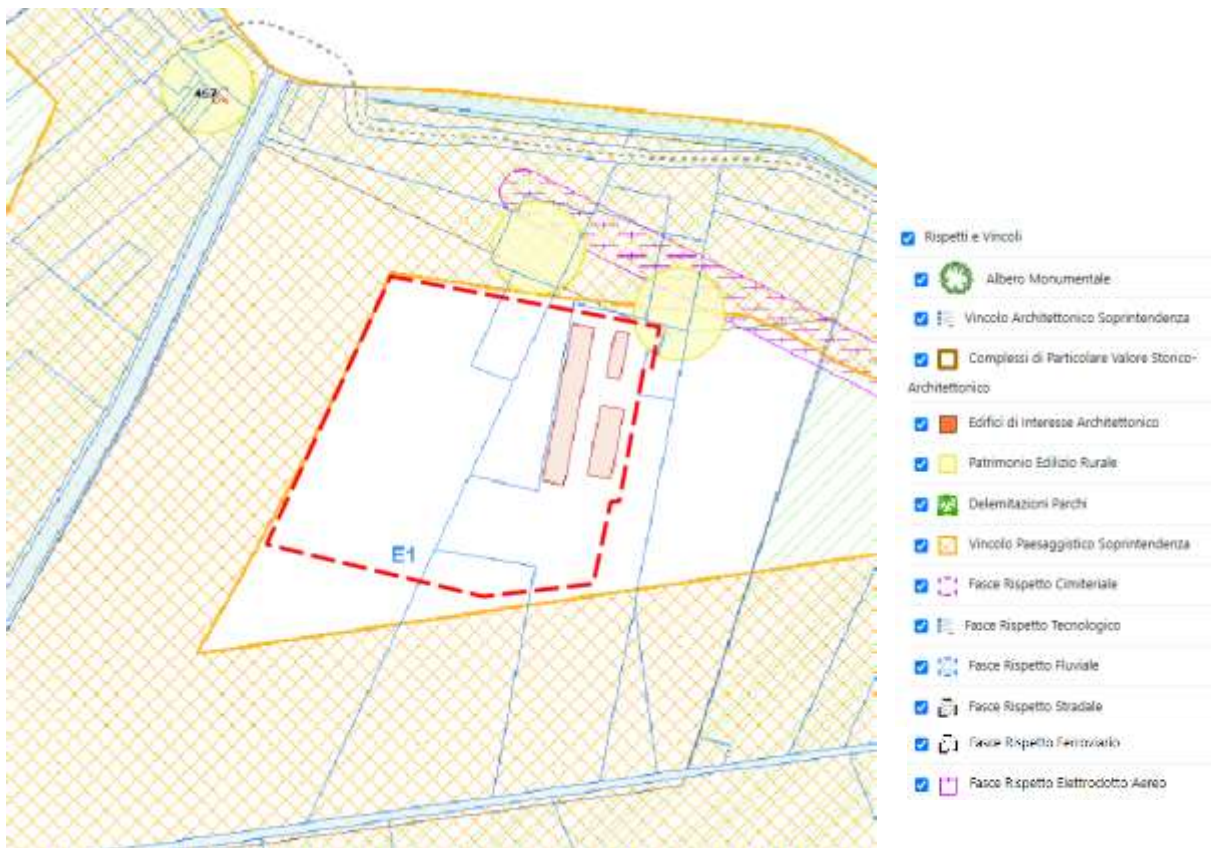 E1
Rispetti e Vincoli
Albero Monumentale
Vincolo Architettonico Soprintendenza
Complessi di Particolare Valore Storico-
Architettonico
Edifici di Interesse Architettonico
Patrimonio Edilizio Rurale
Delemitazioni Parchi
Vincolo Paesaggistico Soprintendenza
Fasce Rispetto Cimiteriale
Fasce Rispetto Tecnologico
Fasce Rispetto Fluviale
Fasce Rispetto Stradale
Fasce Rispetto Ferroviario
Fasce Rispetto Elettrodotto Aereo